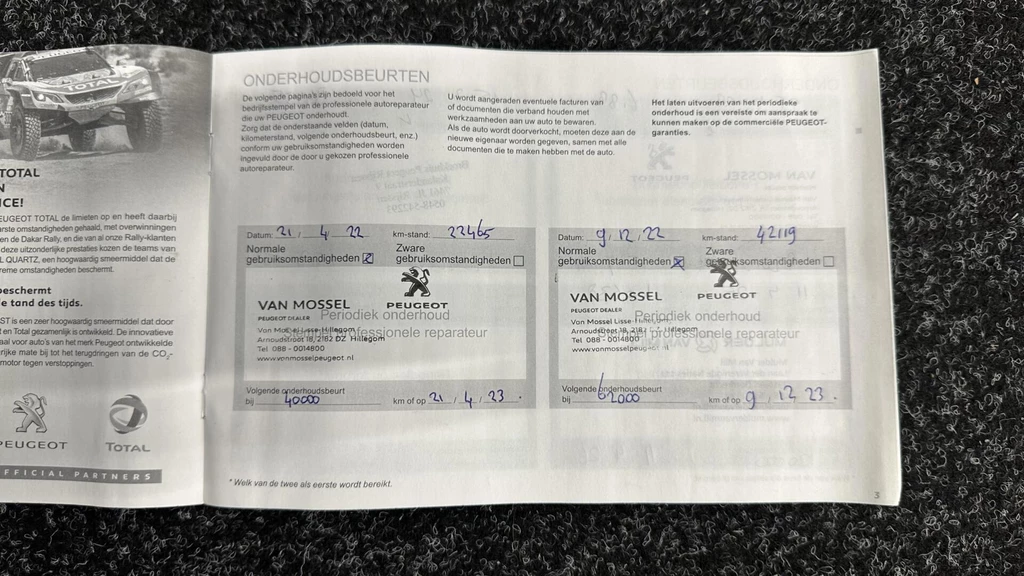 TOTAL
TOTAL
N
CE!
EUGEOT TOTAL de limieten op en heeft daarbij
rste omstandigheden gehaald, met overwinningen
en de Dakar Rally, en die van al onze Rally-klanten
deze uitzonderlijke prestaties kozen de teams van
L QUARTZ, een hoogwaardig smeermiddel dat de
reme omstandigheden beschermt.
beschermt
e tand des tijds.
ST is een zeer hoogwaardig smeermiddel dat door
t en Total gezamenlijk is ontwikkeld. De innovatieve
aal voor auto's van het merk Peugeot ontwikkelde
rijke mate bij tot het terugdringen van de CO2-
motor tegen verstoppingen.
PEUGEOT
TOTAL
FFICIAL PARTNERS
ONDERHOUDSBEURTEN
De volgende pagina's zijn bedoeld voor het
bedrijfsstempel van de professionele autoreparateur
die uw PEUGEOT onderhoudt.
Zorg dat de onderstaande velden (datum,
kilometerstand, volgende onderhoudsbeurt, enz.)
conform uw gebruiksomstandigheden worden
ingevuld door de door u gekozen professionele
autoreparateur.
U wordt aangeraden eventuele facturen van
of documenten die verband houden met
werkzaamheden aan uw auto te bewaren.
Als de auto wordt doorverkocht, moeten deze aan de
nieuwe eigenaar worden gegeven, samen met alle
documenten die te maken hebben met de auto.
Het laten uitvoeren van het periodieke
onderhoud is een vereiste om aanspraak te
kunnen maken op de commerciële PEUGEOT-
garanties.
Datum: 21 / 4 / 22 km-stand: 22465
Normale
gebruiksomstandigheden
Zware
gebruiksomstandigheden
VAN MOSSEL
PEUGEOT DEALER
PEUGEOT
Periodiek onderhoud
professionele reparateur
Van Mossel Lisse-Hillegom
Arnoudstraat 18, 2182 DZ Hillegom
Tel 088 - 0014800
www.vanmosselpeugeot.nl
Volgende onderhoudsbeurt
bij 40000 km of op 21 / 4 / 23.
Datum: 9 / 12 / 22 km-stand: 42119
Normale
gebruiksomstandigheden
Zware
gebruiksomstandigheden
VAN MOSSEL
PEUGEOT DEALER
PEUGEOT
Periodiek onderhoud
professionele reparateur
Van Mossel Lisse-Hillegom
Arnoudstraat 18, 2182 Hillegom
Tel 088 - 0014800
www.vanmosselpeugeot.nl
Volgende onderhoudsbeurt
bij 62000 km of op 9 / 12 23.
* Welk van de twee als eerste wordt bereikt.
3